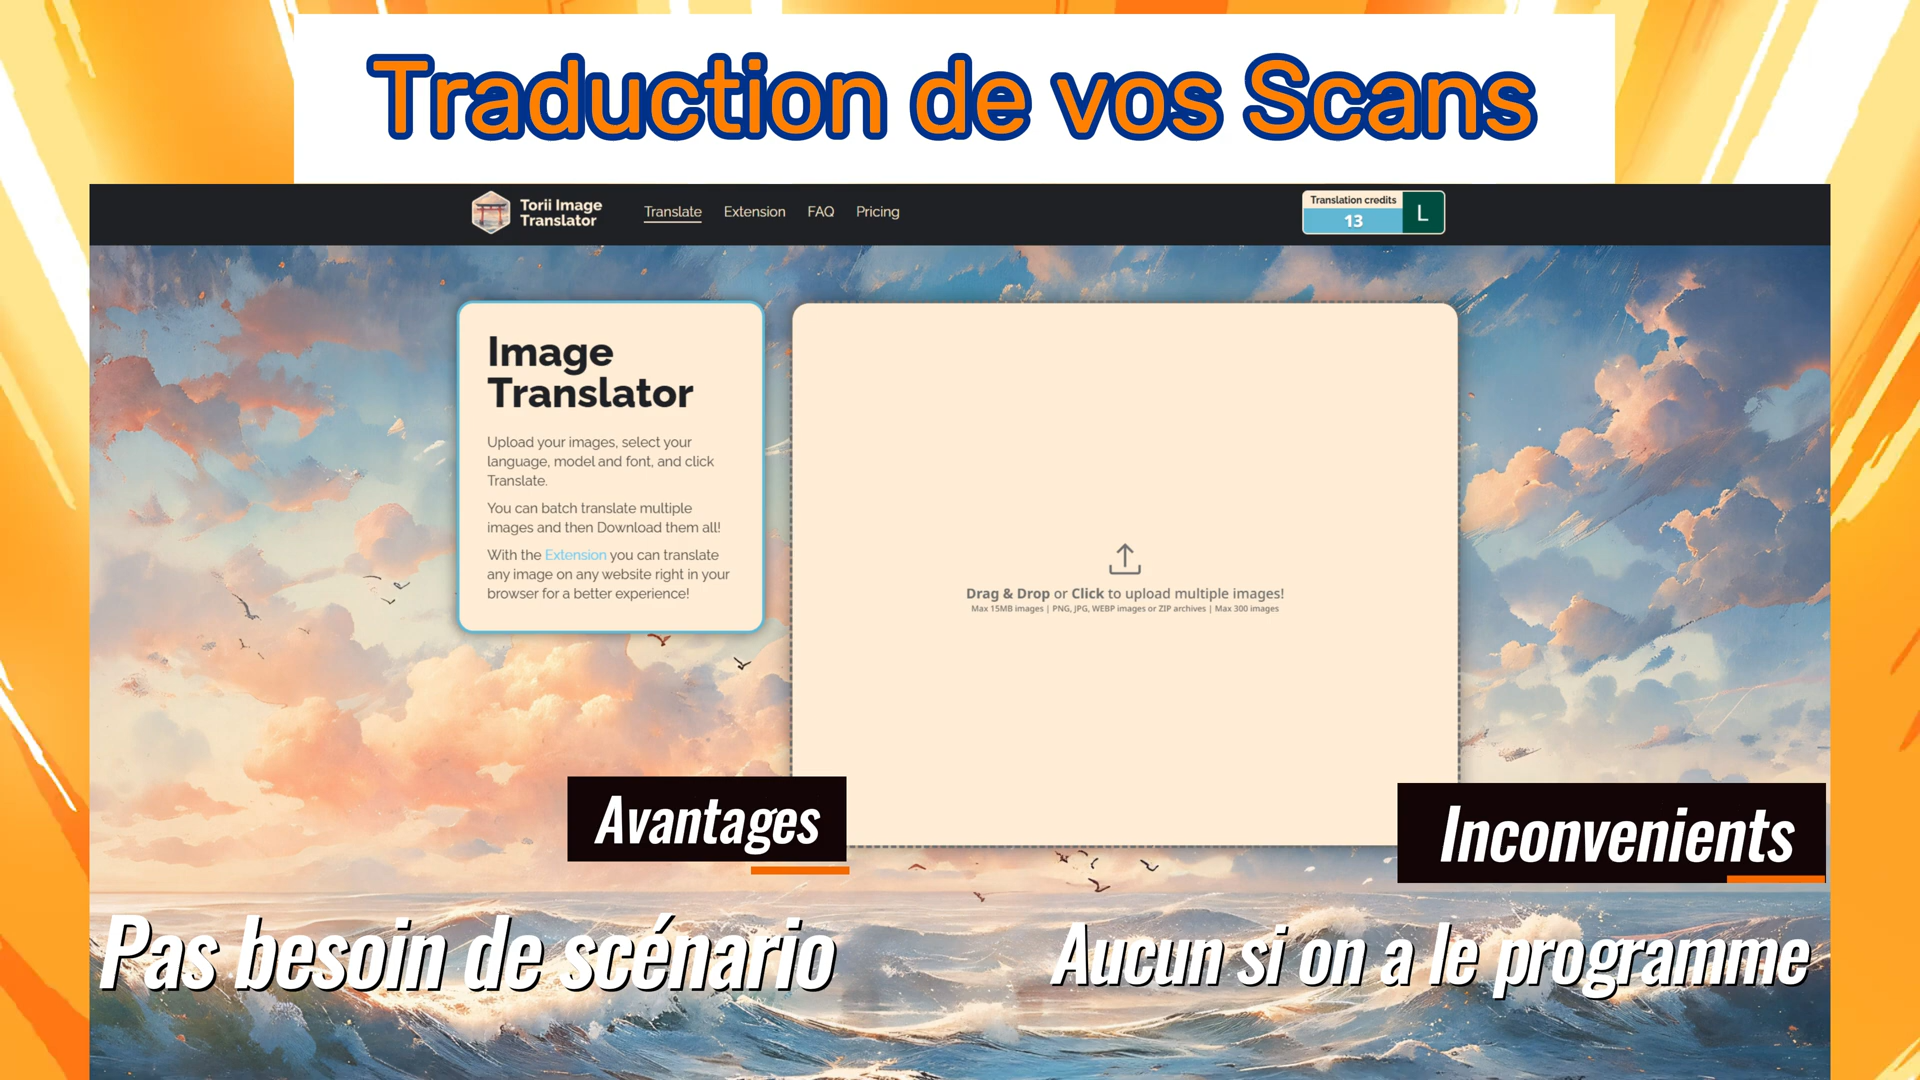 Traduction de vos Scans
Torii Image
Translator
Translate
Extension
FAQ
Pricing
Translation credits
13
L
Image
Translator
Upload your images, select your
language, model and font, and click
Translate.
You can batch translate multiple
images and then Download them all!
With the Extension you can translate
any image on any website right in your
browser for a better experience!
Drag & Drop or Click to upload multiple images!
Max 15MB images | PNG, JPG, WEBP images or ZIP archives | Max 300 images
Avantages
Inconvenients
Pas besoin de scénario
Aucun si on a le programme